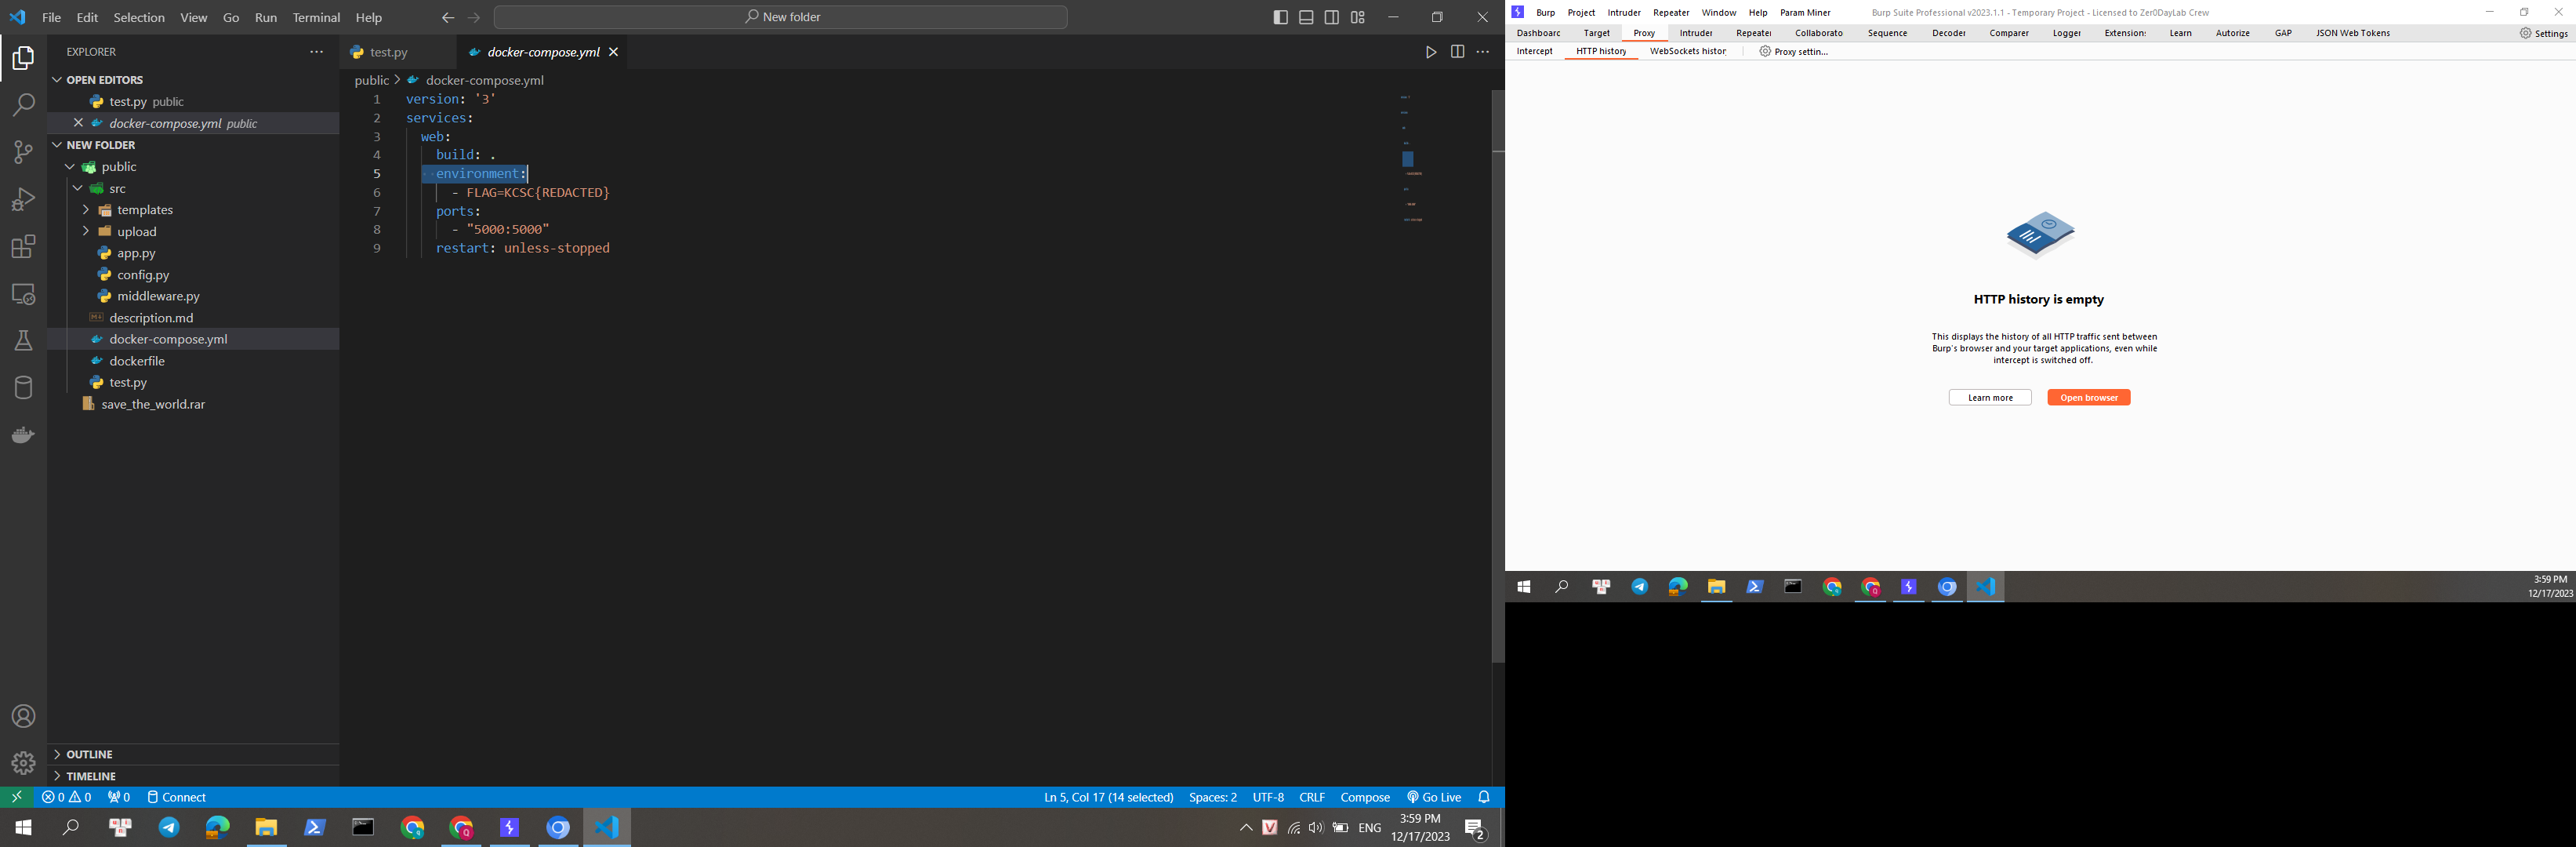 File Edit Selection View Go Run Terminal Help
New folder
EXPLORER
OPEN EDITORS
test.py public
docker-compose.yml public
NEW FOLDER
public
src
templates
upload
app.py
config.py
middleware.py
description.md
docker-compose.yml
dockerfile
test.py
save_the_world.rar
OUTLINE
TIMELINE
test.py docker-compose.yml
public > docker-compose.yml
1 version: '3'
2 services:
3 web:
4 build: .
5 environment:
6 - FLAG=KCSC{REDACTED}
7 ports:
8 - "5000:5000"
9 restart: unless-stopped
0 0 0 Connect
Ln 5, Col 17 (14 selected) Spaces: 2 UTF-8 CRLF Compose Go Live
ENG
3:59 PM
12/17/2023
2
Burp Project Intruder Repeater Window Help Param Miner
Burp Suite Professional v2023.1.1 - Temporary Project - Licensed to Zer0DayLab Crew
Dashboarc Target Proxy Intruder Repeater Collaborato Sequence Decoder Comparer Logger Extension: Learn Autorize GAP JSON Web Tokens Settings
Intercept HTTP history WebSockets histor Proxy settin...
HTTP history is empty
This displays the history of all HTTP traffic sent between
Burp's browser and your target applications, even while
intercept is switched off.
Learn more Open browser
3:59 PM
12/17/2023